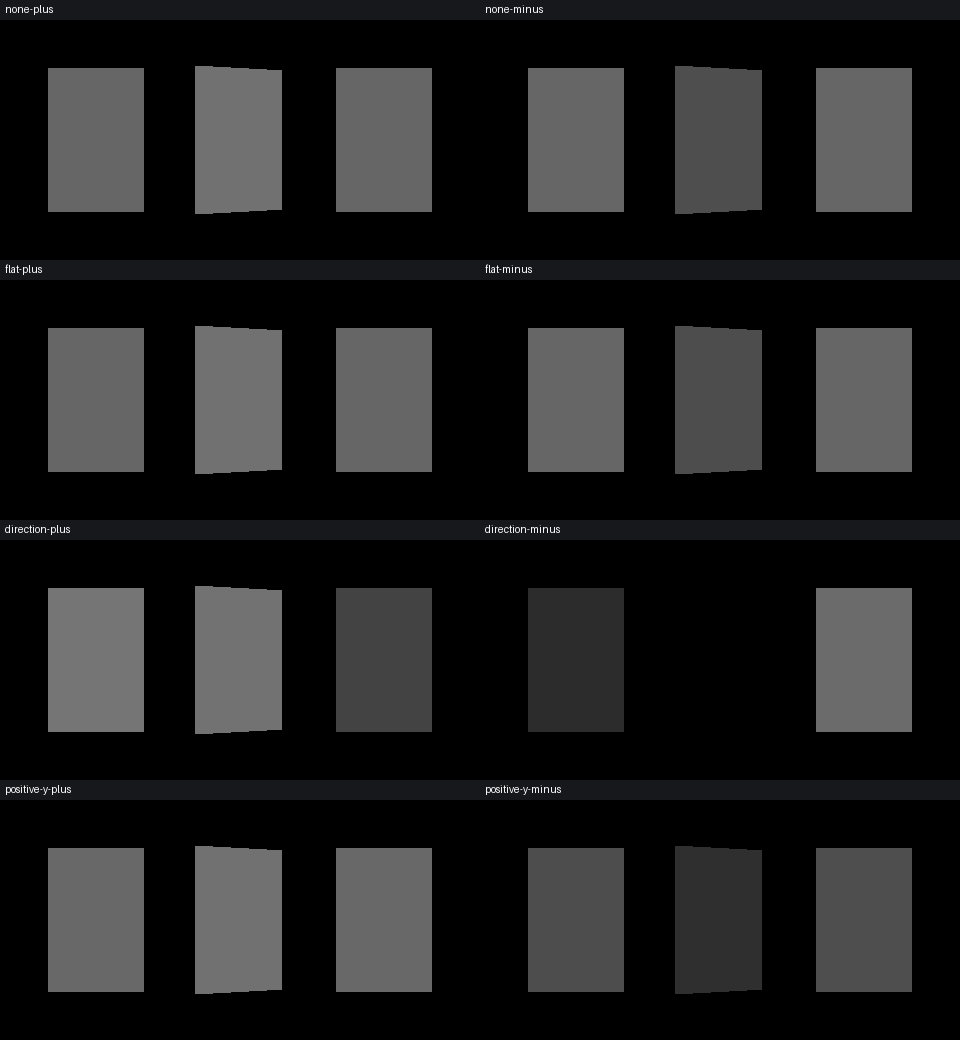 none-plus
none-minus
flat-plus
flat-minus
direction-plus
direction-minus
positive-y-plus
positive-y-minus